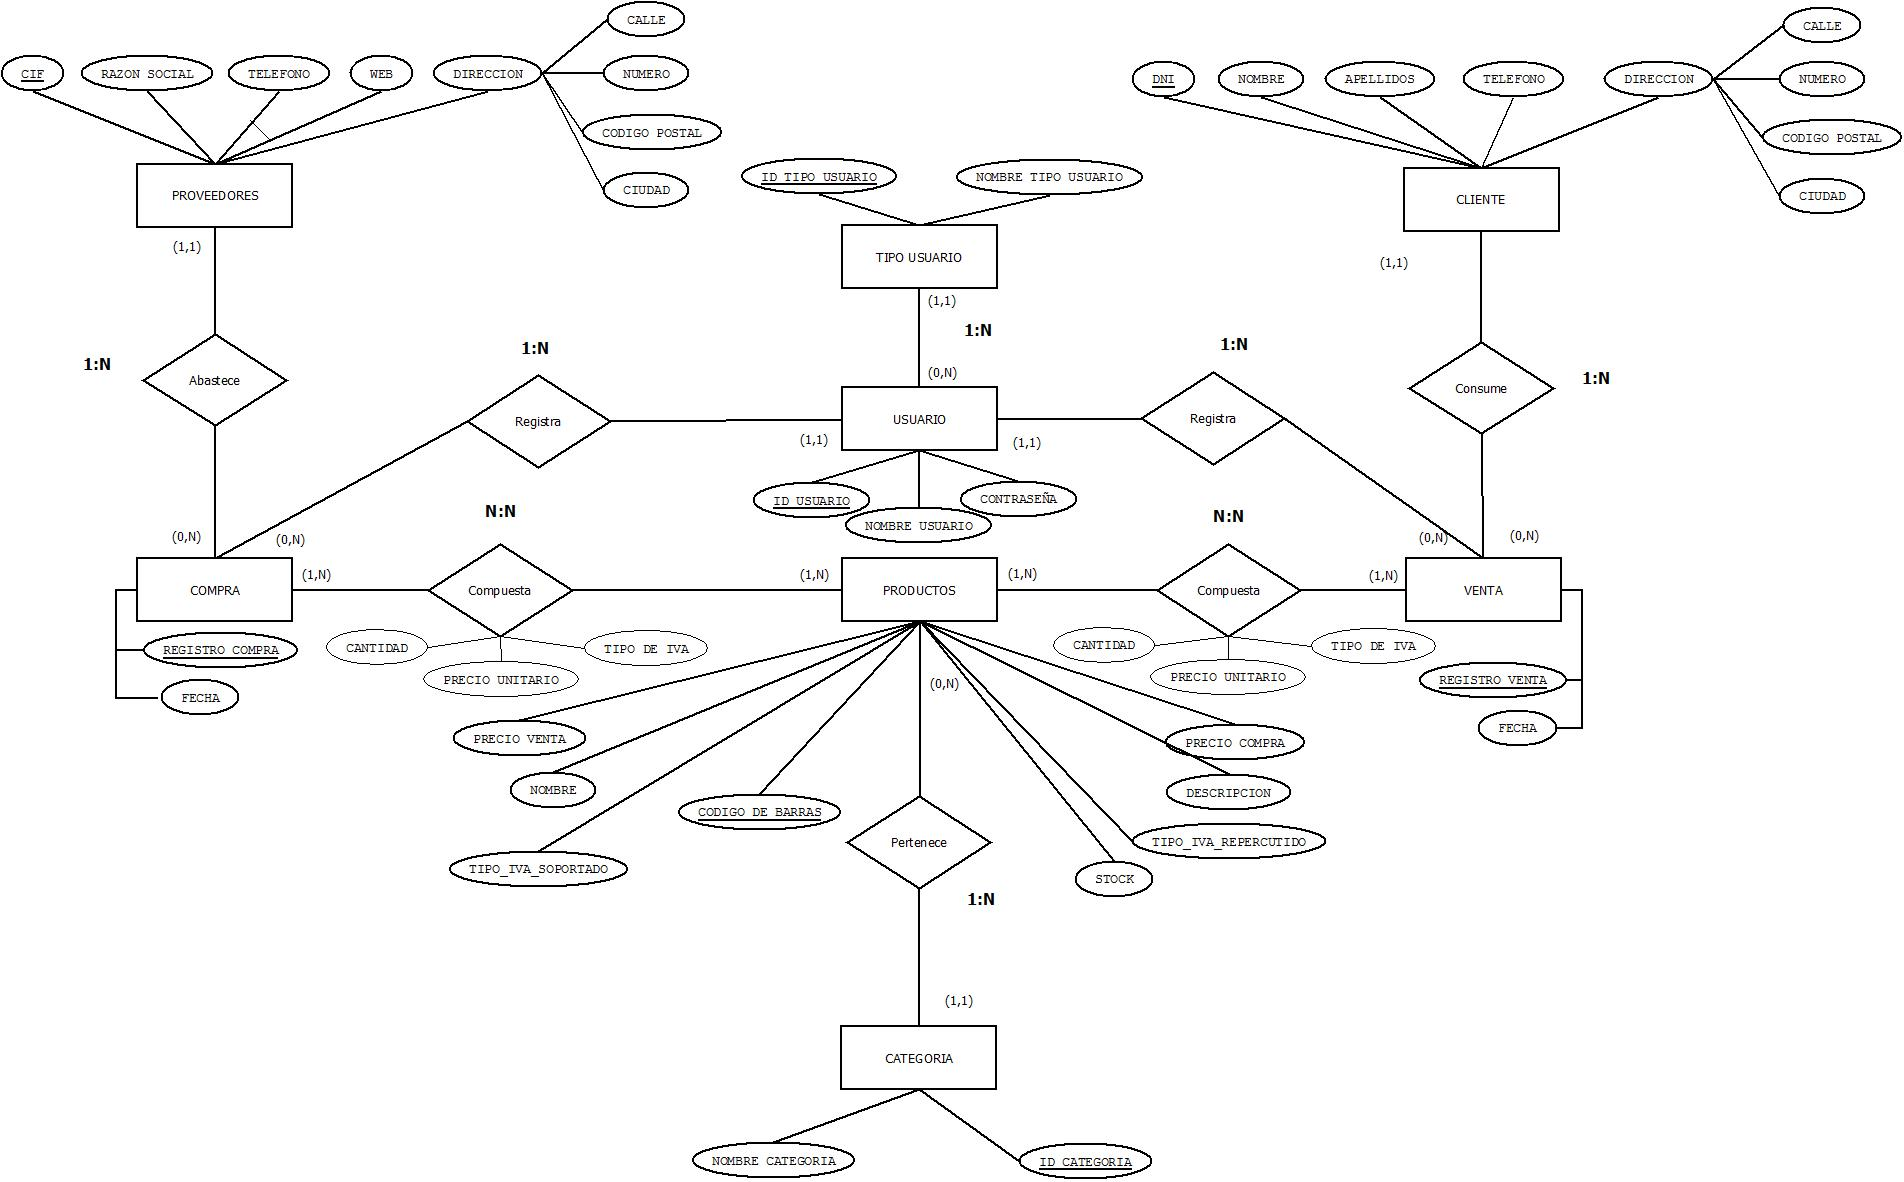 CALLE
CALLE
CIF
RAZON SOCIAL
TELEFONO
WEB
DIRECCION
NUMERO
DNI
NOMBRE
APELLIDOS
TELEFONO
DIRECCION
NUMERO
CODIGO POSTAL
CODIGO POSTAL
ID TIPO USUARIO
NOMBRE TIPO USUARIO
CIUDAD
CIUDAD
PROVEEDORES
CLIENTE
(1,1)
TIPO USUARIO
(1,1)
(1,1)
1:N
1:N
1:N
1:N
Abastece
(0,N)
Consume
1:N
Registra
USUARIO
Registra
(1,1)
(1,1)
ID USUARIO
CONTRASEÑA
NOMBRE USUARIO
N:N
N:N
(0,N)
(0,N)
(0,N)
(0,N)
(1,N)
(1,N)
(1,N)
(1,N)
COMPRA
Compuesta
PRODUCTOS
Compuesta
VENTA
REGISTRO COMPRA
CANTIDAD
TIPO DE IVA
CANTIDAD
TIPO DE IVA
PRECIO UNITARIO
PRECIO UNITARIO
(0,N)
REGISTRO VENTA
FECHA
FECHA
PRECIO VENTA
PRECIO COMPRA
NOMBRE
DESCRIPCION
CODIGO DE BARRAS
Pertenece
TIPO_IVA_REPERCUTIDO
TIPO_IVA_SOPORTADO
STOCK
1:N
(1,1)
CATEGORIA
NOMBRE CATEGORIA
ID CATEGORIA